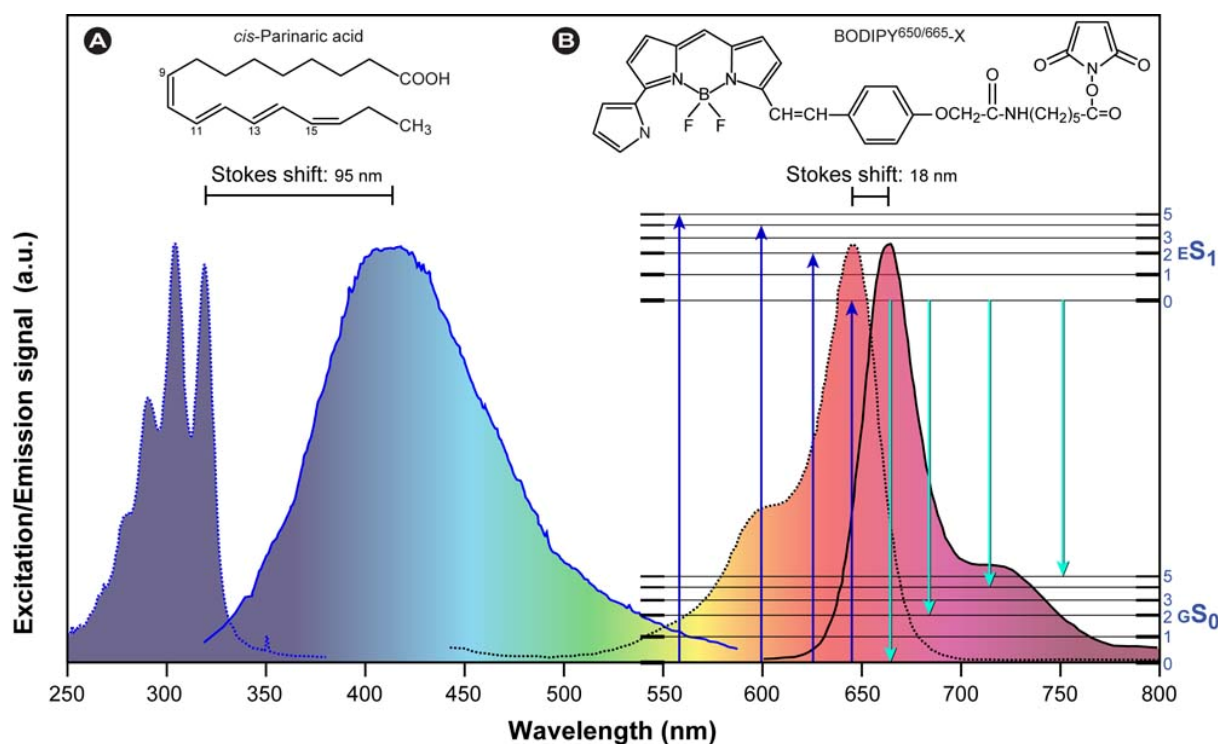 A
cis-Parinaric acid
9
COOH
11
13
15
CH3
Stokes shift: 95 nm
B
BODIPY650/665-X
N
N
B
F
F
N
CH=CH
O
OCH2-C-NH(CH2)5-C=O
O
N
O
O
Stokes shift: 18 nm
5
3
2
1
0
ES1
5
3
2
1
0
GS0
Excitation/Emission signal (a.u.)
250 300 350 400 450 500 550 600 650 700 750 800
Wavelength (nm)